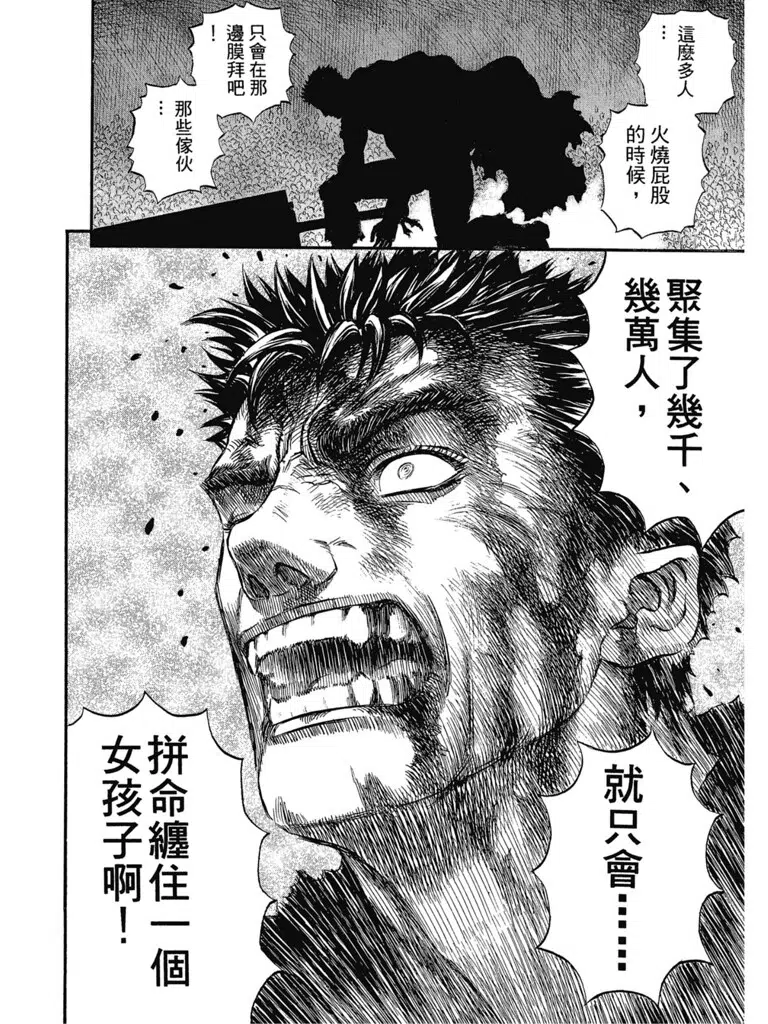 這麼多人
…
火燒屁股
的時候，
只會在那
邊膜拜吧
！
那些傢伙
…
聚集了幾千、
幾萬人，
就只會……
拼命纏住一個
女孩子啊！